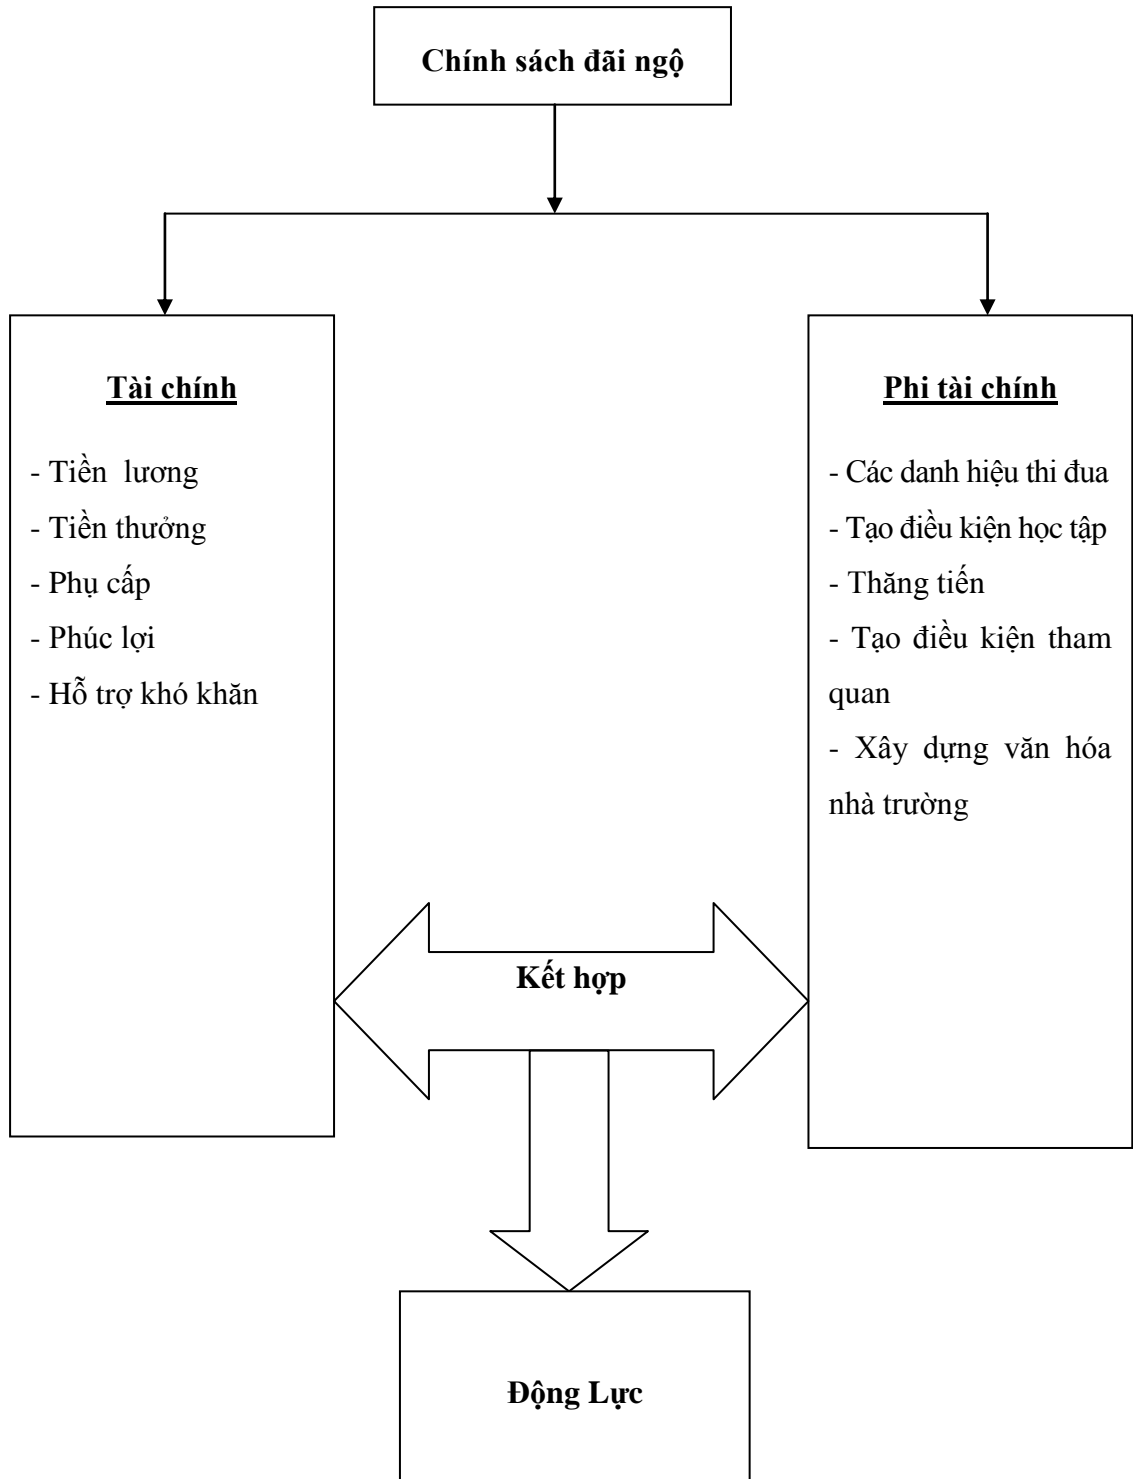 Chính sách đãi ngộ
Tài chính
- Tiền lương
- Tiền thưởng
- Phụ cấp
- Phúc lợi
- Hỗ trợ khó khăn
Phi tài chính
- Các danh hiệu thi đua
- Tạo điều kiện học tập
- Thăng tiến
- Tạo điều kiện tham
quan
- Xây dựng văn hóa
nhà trường
Kết hợp
Động Lực